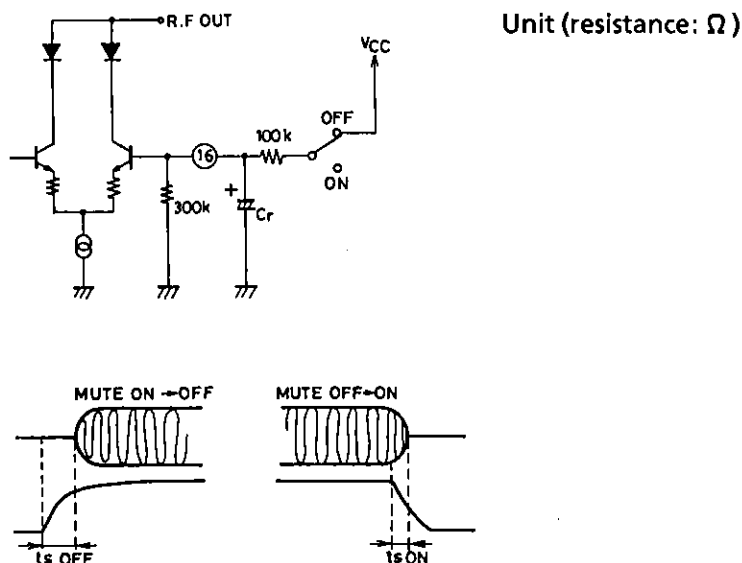 Unit (resistance: Ω)
R.F OUT
VCC
OFF
100k
16
ON
+
300k
Cr
MUTE ON → OFF
MUTE OFF → ON
ts OFF
ts ON